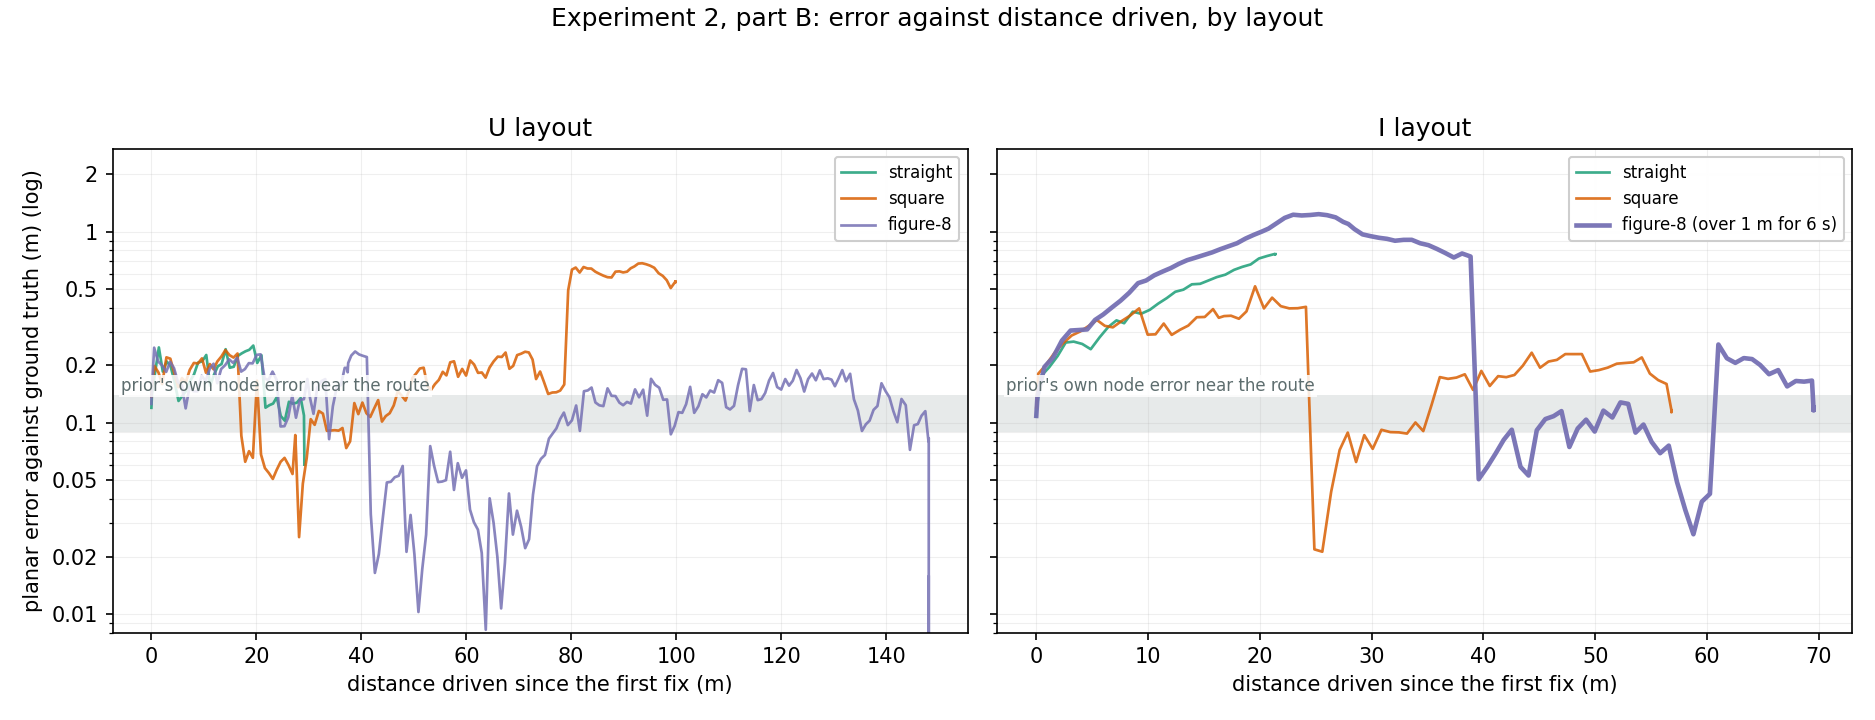 Experiment 2, part B: error against distance driven, by layout
U layout
planar error against ground truth (m) (log)
2
1
0.5
0.2
0.1
0.05
0.02
0.01
straight
square
figure-8
prior's own node error near the route
0 20 40 60 80 100 120 140
distance driven since the first fix (m)
I layout
straight
square
figure-8 (over 1 m for 6 s)
prior's own node error near the route
0 10 20 30 40 50 60 70
distance driven since the first fix (m)